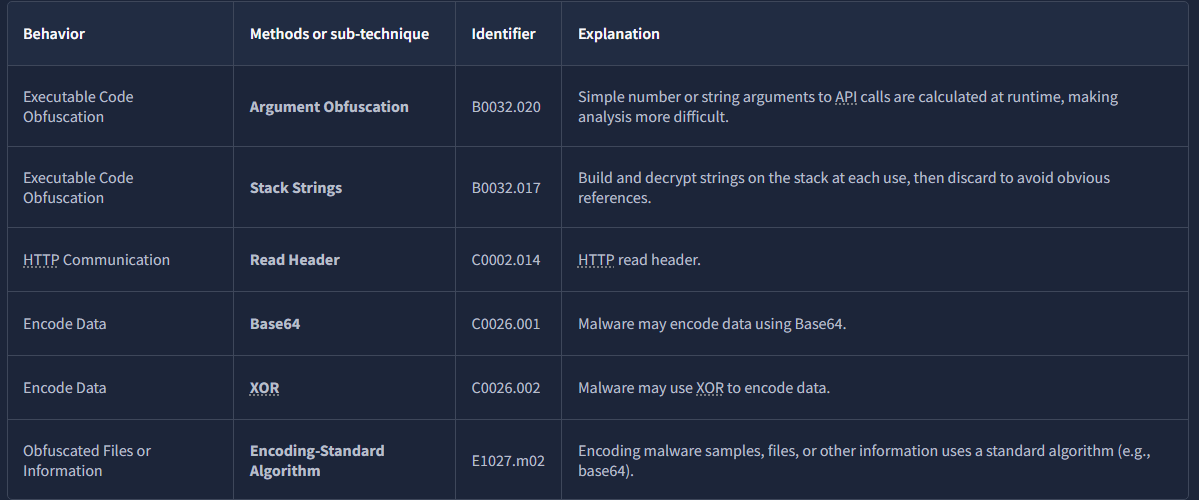 Behavior Methods or sub-technique Identifier Explanation
Executable Code
Obfuscation
Argument Obfuscation
B0032.020
Simple number or string arguments to API calls are calculated at runtime, making
analysis more difficult.
Executable Code
Obfuscation
Stack Strings
B0032.017
Build and decrypt strings on the stack at each use, then discard to avoid obvious
references.
HTTP Communication Read Header C0002.014 HTTP read header.
Encode Data Base64 C0026.001 Malware may encode data using Base64.
Encode Data XOR C0026.002 Malware may use XOR to encode data.
Obfuscated Files or
Information
Encoding-Standard
Algorithm
E1027.m02
Encoding malware samples, files, or other information uses a standard algorithm (e.g.,
base64).